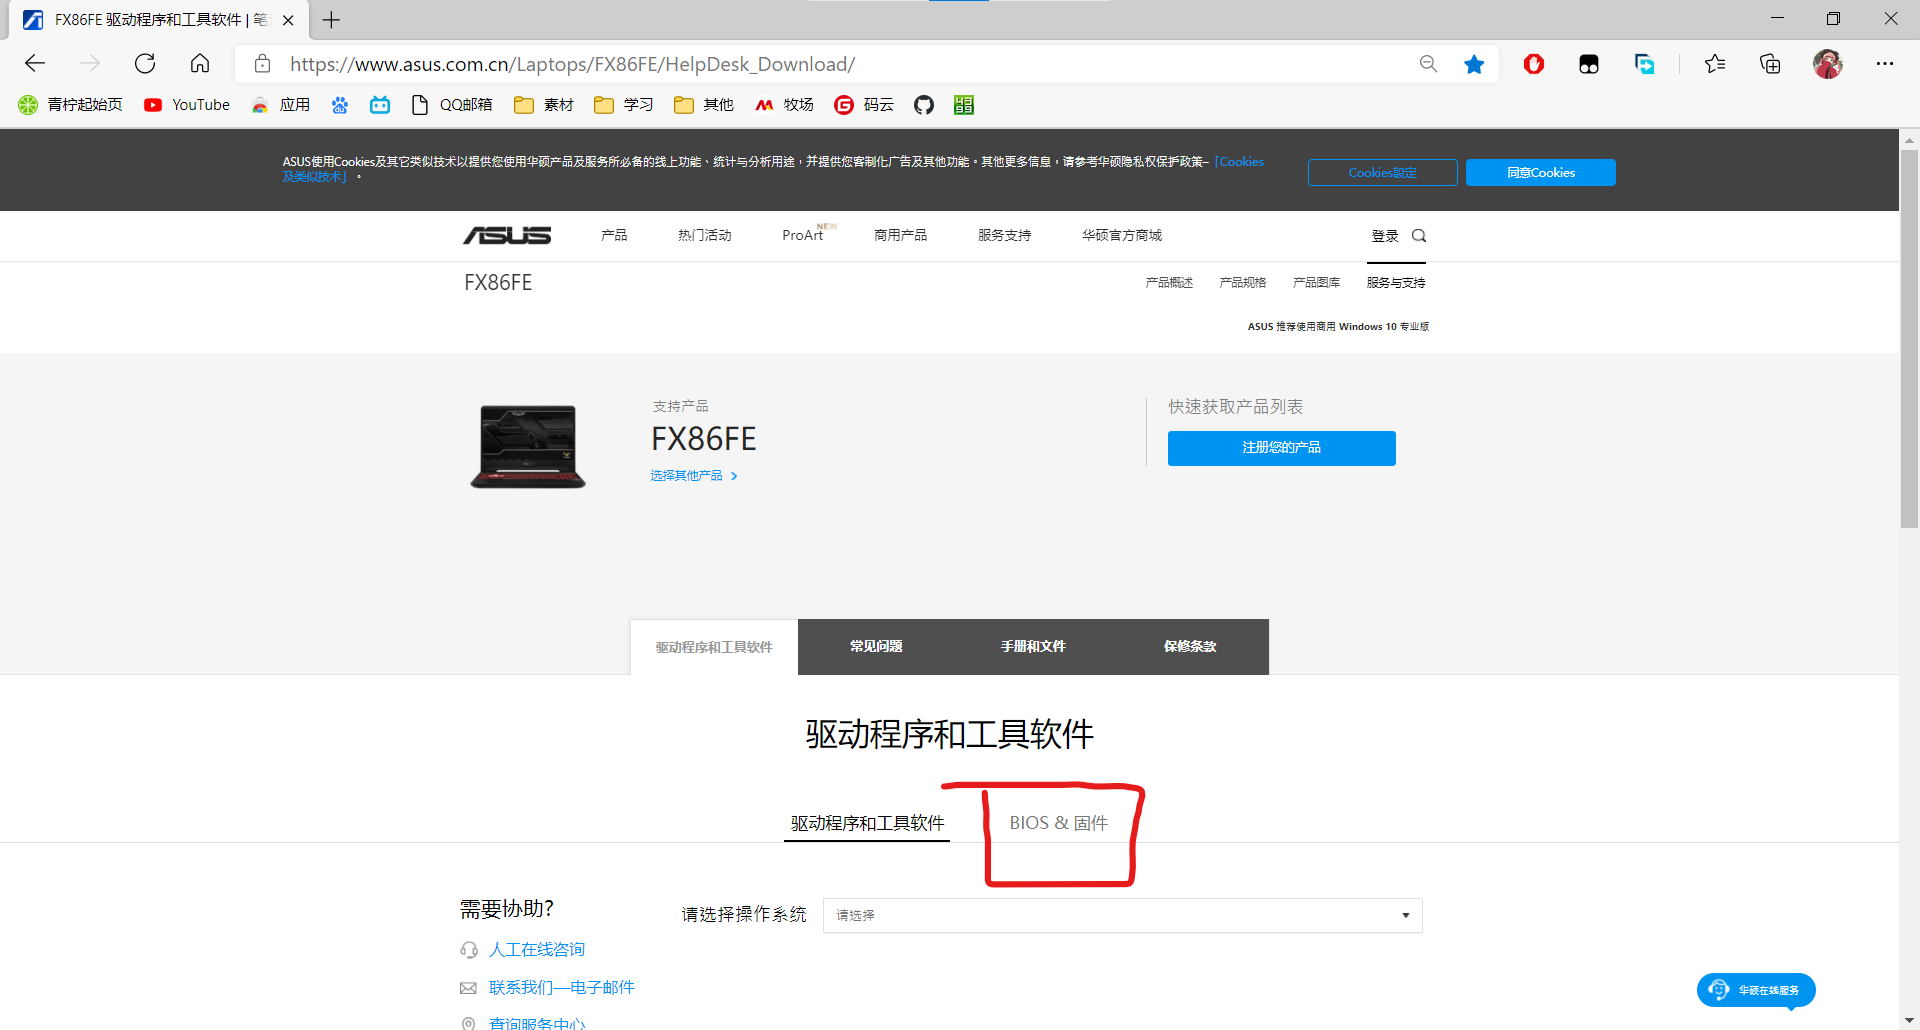 FX86FE 驱动程序和工具软件 | 笔
https://www.asus.com.cn/Laptops/FX86FE/HelpDesk_Download/
青柠起始页 YouTube 应用 QQ邮箱 素材 学习 其他 牧场 码云
ASUS使用Cookies及其它类似技术以提供您使用华硕产品及服务所必备的线上功能、统计与分析用途，并提供您客制化广告及其他功能。其他更多信息，请参考华硕隐私权保护政策–「Cookies
及类似技术」。
Cookies設定 同意Cookies
ASUS 产品 热门活动 ProArt NEW 商用产品 服务支持 华硕官方商城 登录
FX86FE 产品概述 产品规格 产品图库 服务与支持
ASUS 推荐使用商用 Windows 10 专业版
支持产品
FX86FE
选择其他产品
快速获取产品列表
注册您的产品
驱动程序和工具软件 常见问题 手册和文件 保修条款
驱动程序和工具软件
驱动程序和工具软件 BIOS & 固件
需要协助?
请选择操作系统 请选择
人工在线咨询
联系我们—电子邮件
查询服务中心
华硕在线服务